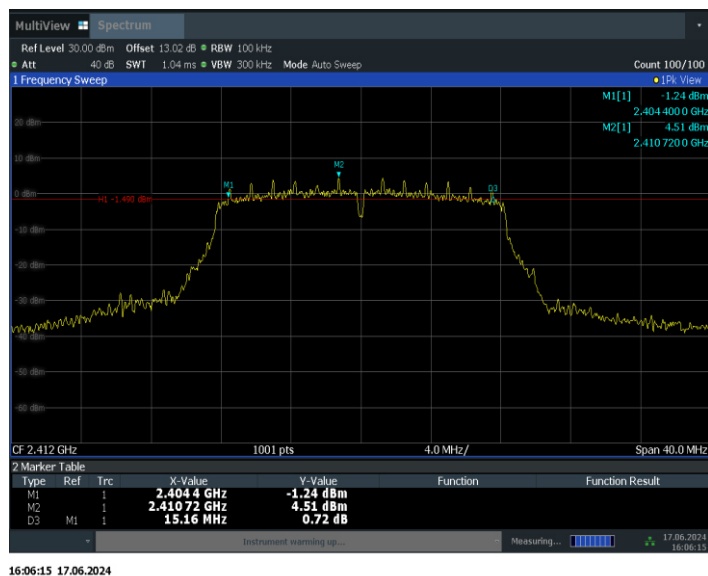 MultiView Spectrum
Ref Level 30.00 dBm Offset 13.02 dB RBW 100 kHz
Att 40 dB SWT 1.04 ms VBW 300 kHz Mode Auto Sweep Count 100/100
1 Frequency Sweep 1Pk View
M1[1] -1.24 dBm
2.404 400 0 GHz
M2[1] 4.51 dBm
2.410 720 0 GHz
20 dBm
10 dBm
M2
M1
D3
0 dBm
H1 -1.490 dBm
-10 dBm
-20 dBm
-30 dBm
-40 dBm
-50 dBm
-60 dBm
CF 2.412 GHz 1001 pts 4.0 MHz/ Span 40.0 MHz
2 Marker Table
Type Ref Trc X-Value Y-Value Function Function Result
M1 1 2.404 4 GHz -1.24 dBm
M2 1 2.410 72 GHz 4.51 dBm
D3 M1 1 15.16 MHz 0.72 dB
Instrument warming up... Measuring... 17.06.2024
16:06:15
16:06:15 17.06.2024